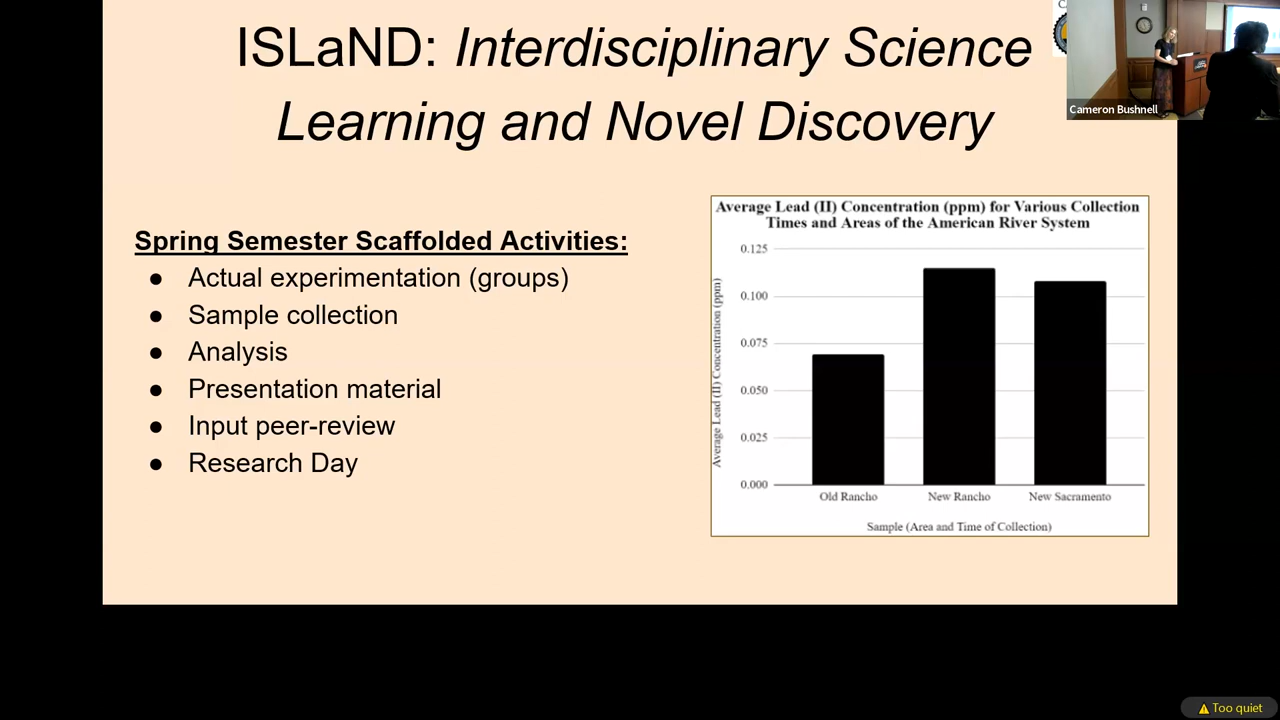 ISLaND: Interdisciplinary Science
Learning and Novel Discovery
Cameron Bushnell
Spring Semester Scaffolded Activities:
● Actual experimentation (groups)
● Sample collection
● Analysis
● Presentation material
● Input peer-review
● Research Day
Average Lead (II) Concentration (ppm) for Various Collection
Times and Areas of the American River System
Average Lead (II) Concentration (ppm)
0.125
0.100
0.075
0.050
0.025
0.000
Old Rancho New Rancho New Sacramento
Sample (Area and Time of Collection)
Too quiet